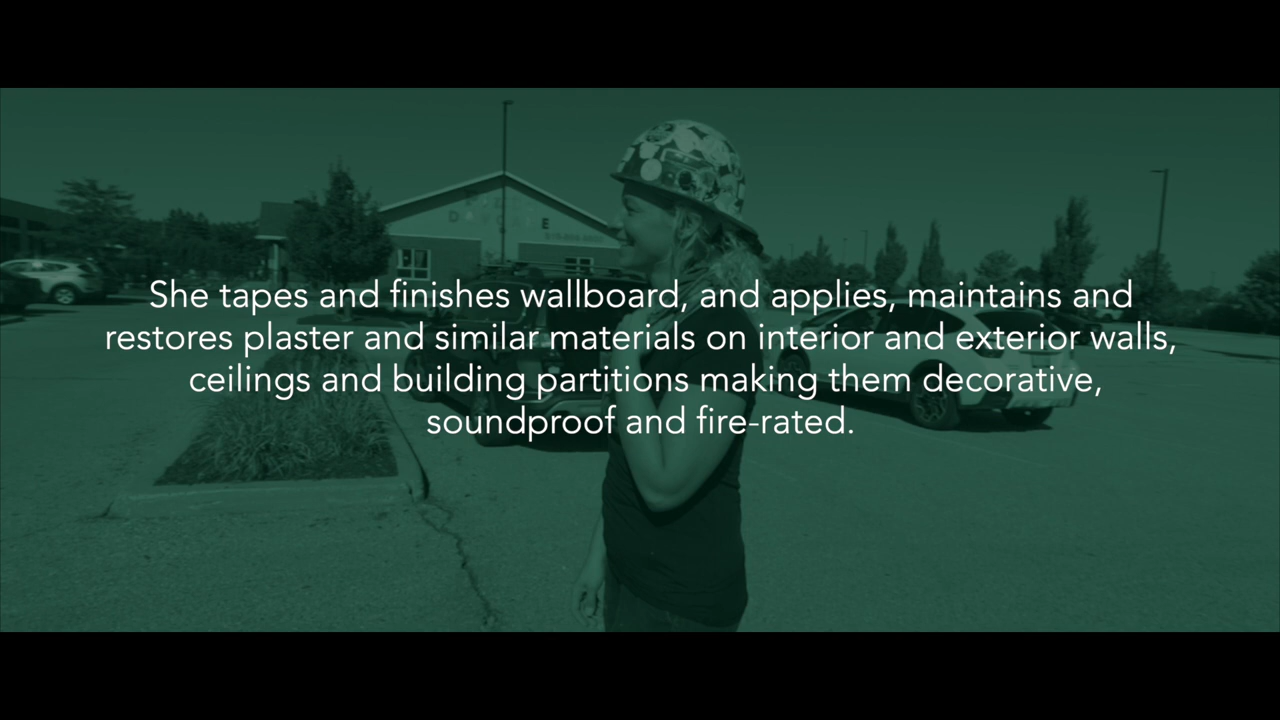 She tapes and finishes wallboard, and applies, maintains and
restores plaster and similar materials on interior and exterior walls,
ceilings and building partitions making them decorative,
soundproof and fire-rated.